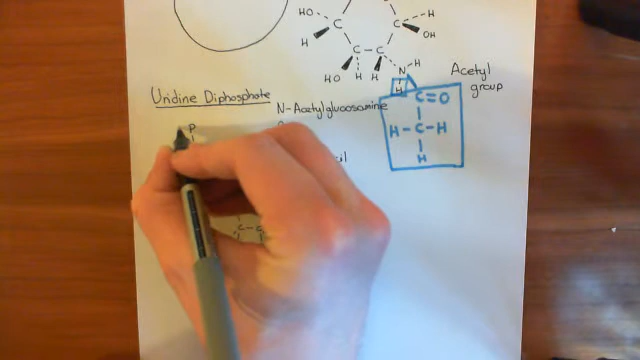 HO C C H
H C C OH
HO H H N H
H
Acetyl
group
Uridine Diphosphate
N-Acetylglucosamine
C=O
H-C-H
H
P
C-C